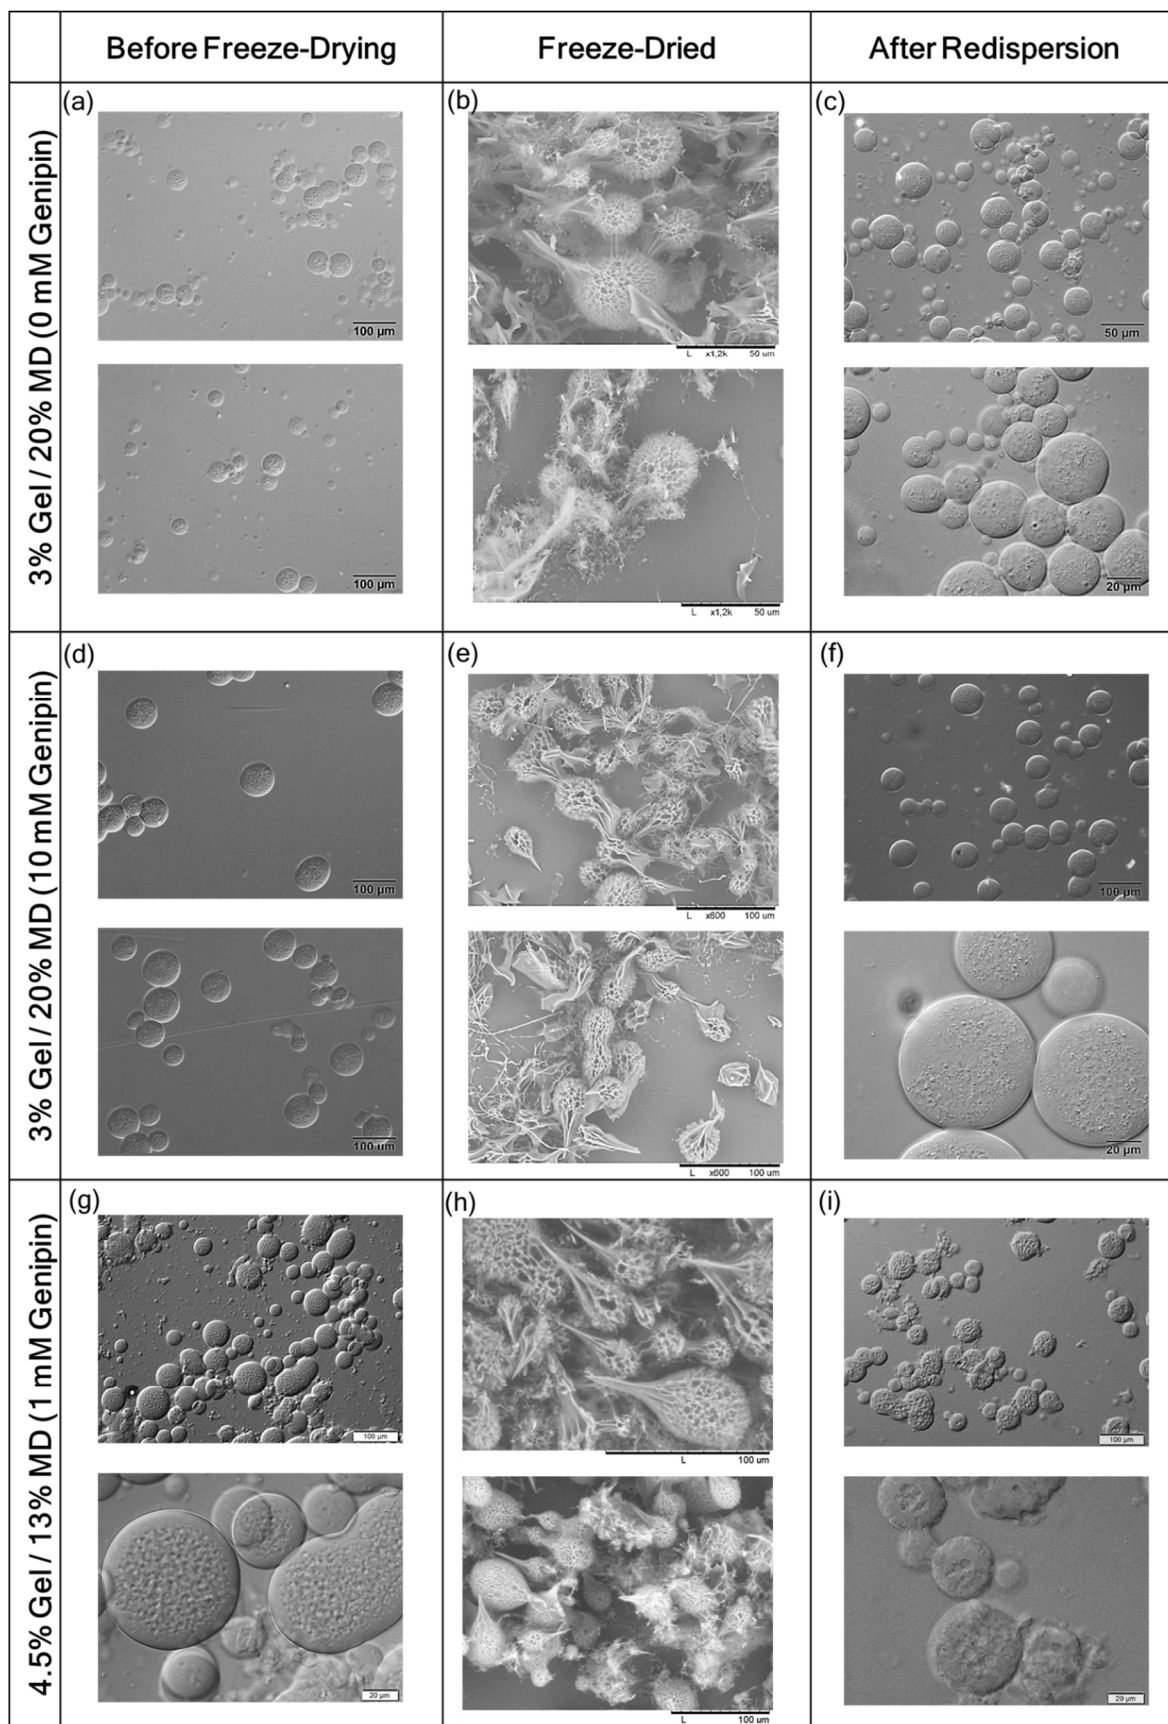 Before Freeze-Drying
Freeze-Dried
After Redispersion
3% Gel / 20% MD (0 mM Genipin)
(a)
100 µm
100 µm
(b)
L x1,2k 50 um
L x1,2k 50 um
(c)
50 µm
20 µm
3% Gel / 20% MD (10 mM Genipin)
(d)
100 µm
100 µm
(e)
L x600 100 um
L x600 100 um
(f)
100 µm
20 µm
4.5% Gel / 13% MD (1 mM Genipin)
(g)
100 µm
20 µm
(h)
L 100 um
L 100 um
(i)
100 µm
20 µm